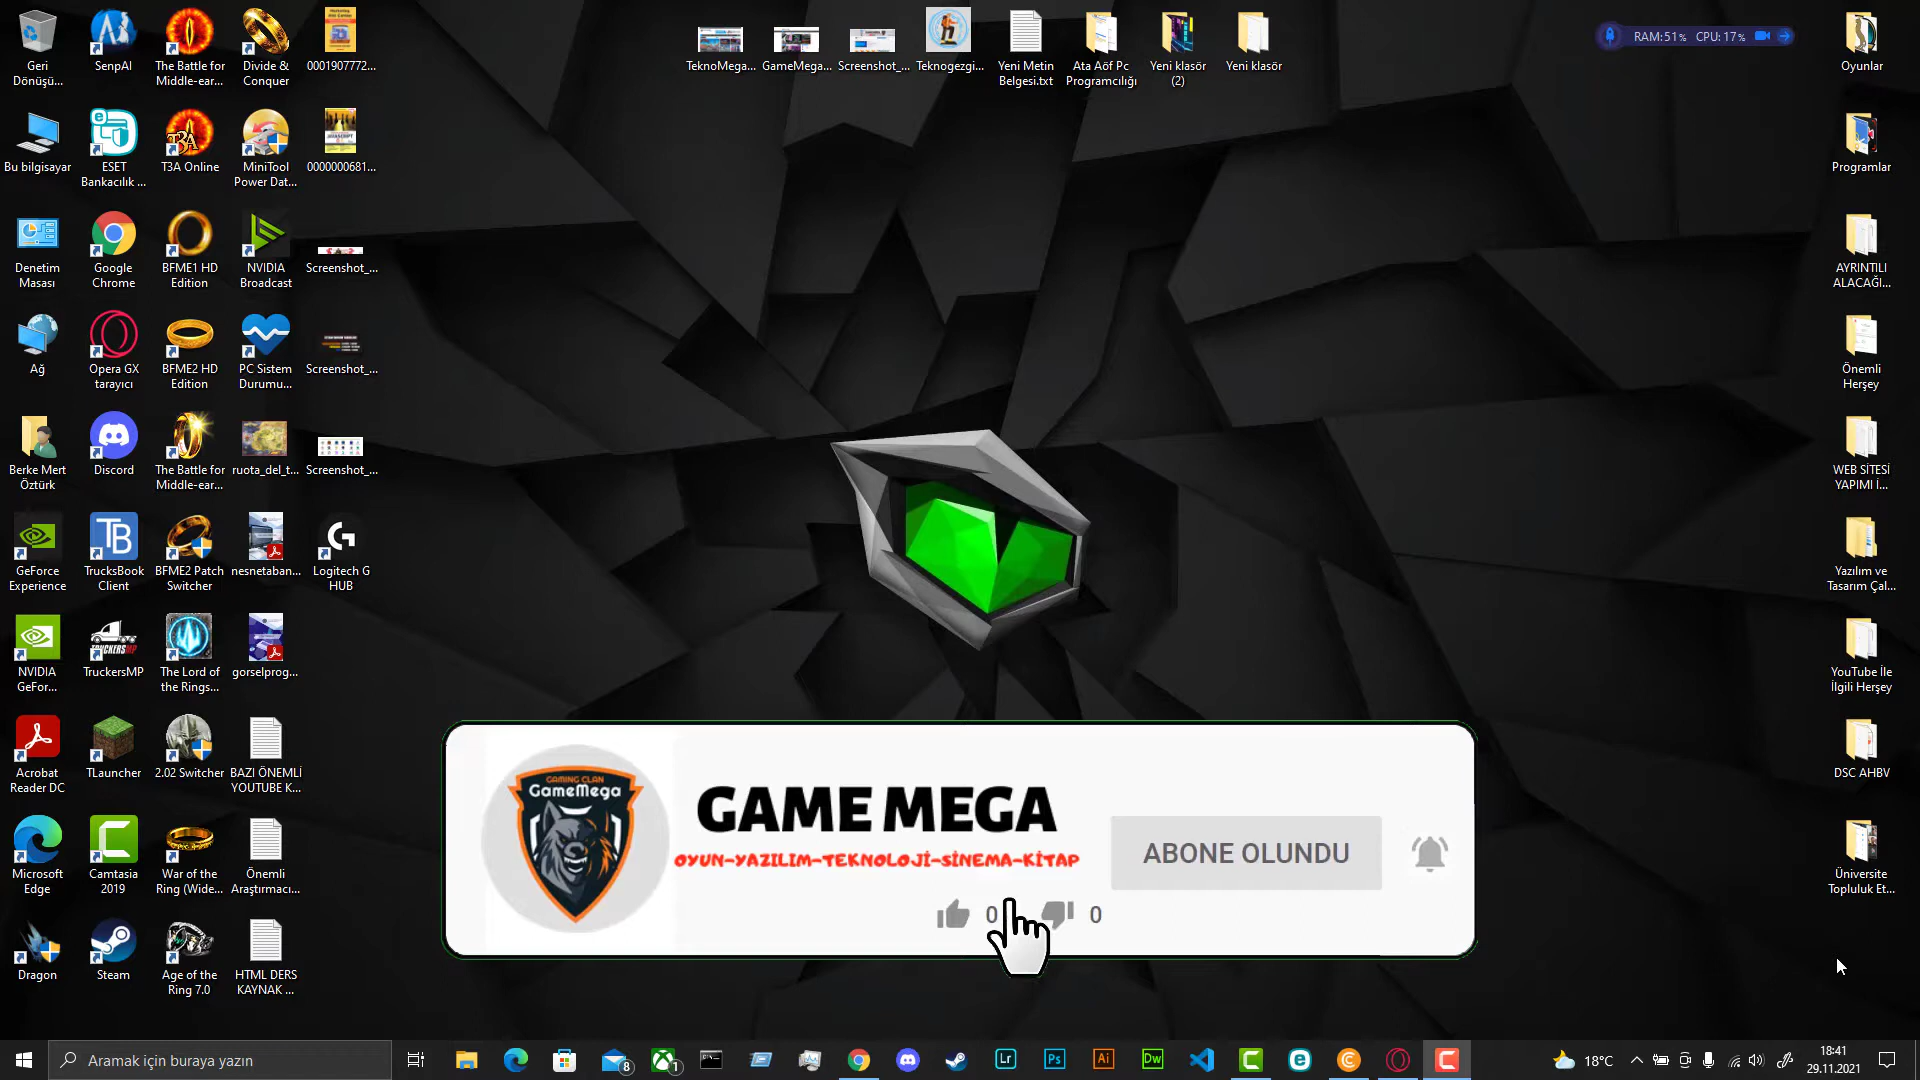 Geri
Dönüşü...
SenpAI
The Battle for
Middle-ear...
Divide &
Conquer
0001907772...
TeknoMega...
GameMega...
Screenshot_...
Teknogezgi...
Yeni Metin
Belgesi.txt
Ata Aöf Pc
Programcılığı
Yeni klasör
(2)
Yeni klasör
RAM:51% CPU:17%
Oyunlar
Bu bilgisayar
ESET
Bankacılık ...
T3A Online
MiniTool
Power Dat...
0000000681...
Programlar
Denetim
Masası
Google
Chrome
BFME1 HD
Edition
NVIDIA
Broadcast
Screenshot_...
AYRINTILI
ALACAĞI...
Ağ
Opera GX
tarayıcı
BFME2 HD
Edition
PC Sistem
Durumu...
Screenshot_...
Önemli
Herşey
Berke Mert
Öztürk
Discord
The Battle for
Middle-ear...
ruota_del_t...
Screenshot_...
WEB SİTESİ
YAPIMI İ...
GeForce
Experience
TB
TrucksBook
Client
BFME2 Patch
Switcher
nesnetaban...
Logitech G
HUB
Yazılım ve
Tasarım Çal...
NVIDIA
GeFor...
TruckersMP
The Lord of
the Rings...
gorselprog...
YouTube İle
İlgili Herşey
Acrobat
Reader DC
TLauncher
2.02 Switcher
BAZI ÖNEMLİ
YOUTUBE K...
DSC AHBV
Microsoft
Edge
Camtasia
2019
War of the
Ring (Wide...
Önemli
Araştırmacı...
Üniversite
Topluluk Et...
Dragon
Steam
Age of the
Ring 7.0
HTML DERS
KAYNAK ...
GAMING CLAN
GameMega
GAME MEGA
OYUN-YAZILIM-TEKNOLOJİ-SİNEMA-KİTAP
ABONE OLUNDU
0
0
Aramak için buraya yazın
8
1
Lr
Ps
Ai
Dw
18°C
18:41
29.11.2021